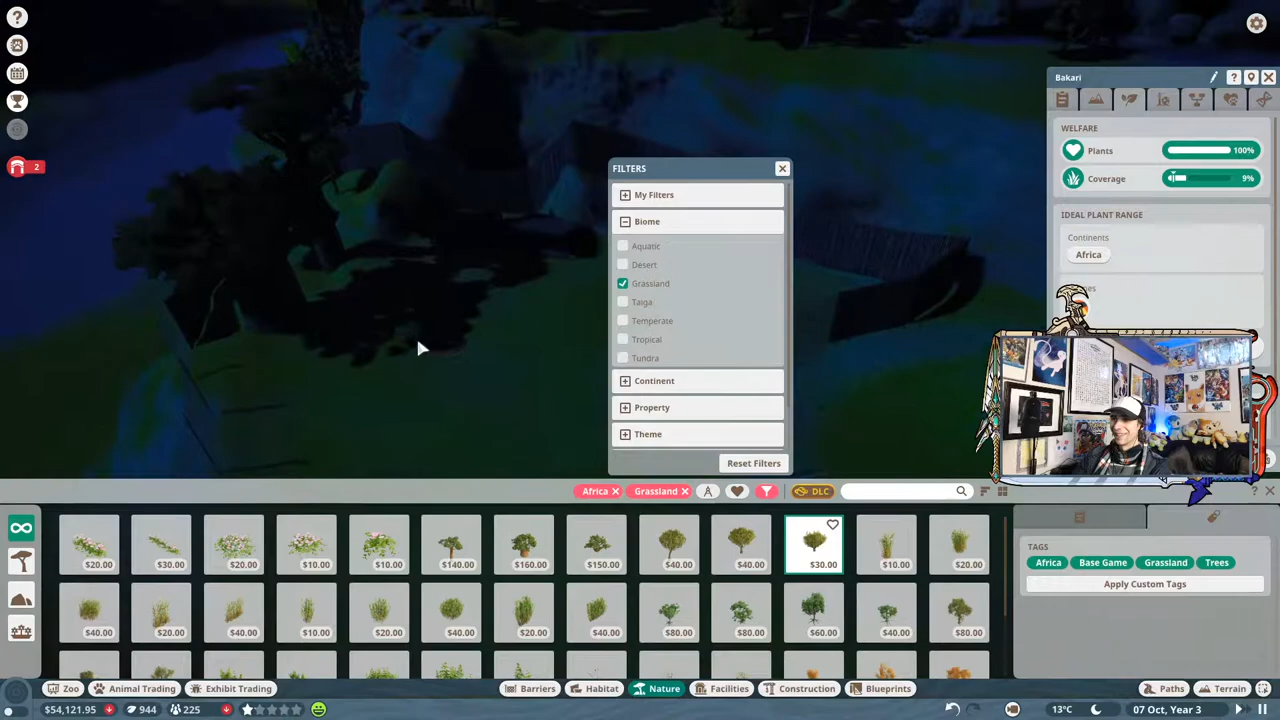 ?
2
Bakari
?
WELFARE
Plants 100%
Coverage 9%
IDEAL PLANT RANGE
Continents
Africa
FILTERS
My Filters
Biome
Aquatic
Desert
Grassland
Taiga
Temperate
Tropical
Tundra
Continent
Property
Theme
Reset Filters
Africa × Grassland × DLC
?
$20.00 $30.00 $20.00 $10.00 $10.00 $140.00 $160.00 $150.00 $40.00 $40.00 $30.00 $10.00 $20.00
$40.00 $20.00 $40.00 $10.00 $20.00 $40.00 $20.00 $40.00 $80.00 $80.00 $60.00 $40.00 $80.00
TAGS
Africa Base Game Grassland Trees
Apply Custom Tags
Zoo Animal Trading Exhibit Trading Barriers Habitat Nature Facilities Construction Blueprints Paths Terrain
$54,121.95 944 225 13°C 07 Oct, Year 3